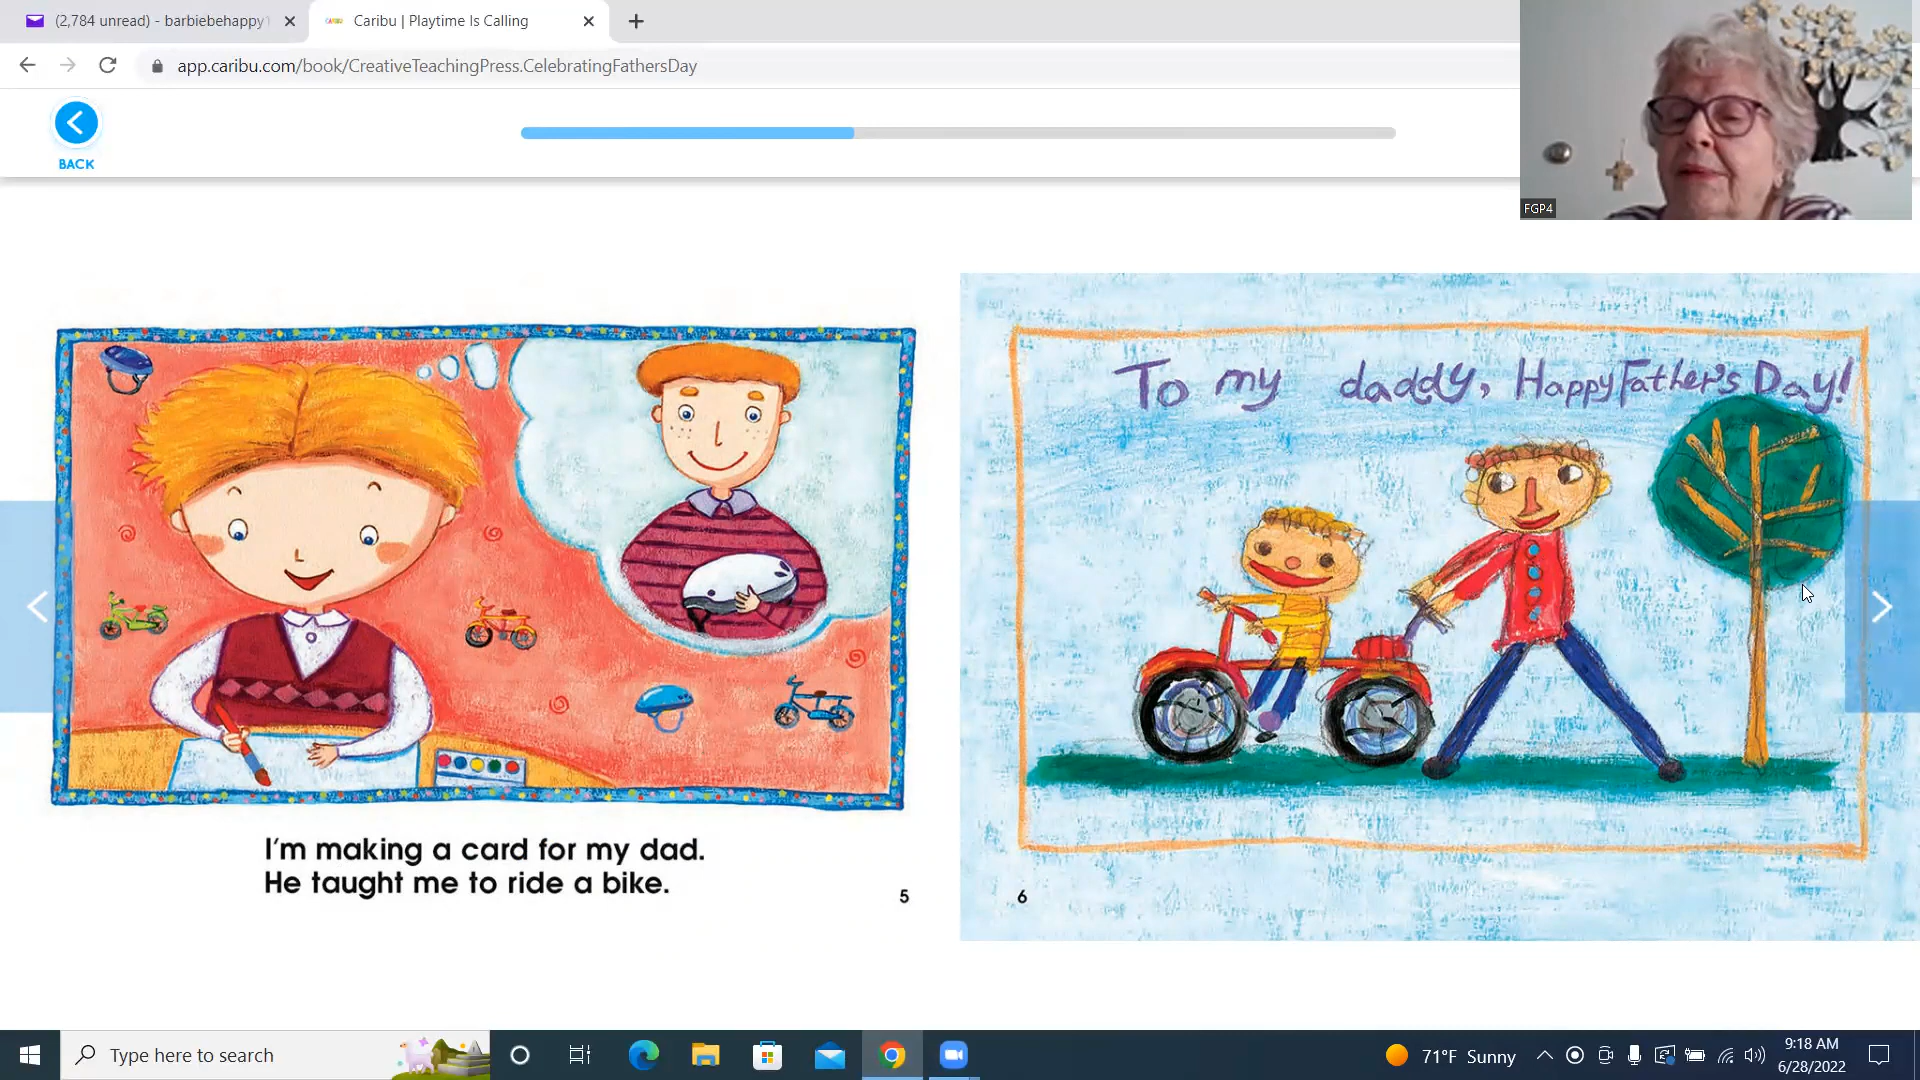 (2,784 unread) - barbiebehappy
Caribu | Playtime Is Calling
app.caribu.com/book/CreativeTeachingPress.CelebratingFathersDay
BACK
FGP4
To my daddy, Happy Father's Day!
I'm making a card for my dad.
He taught me to ride a bike.
5
6
Type here to search
71°F Sunny
9:18 AM
6/28/2022